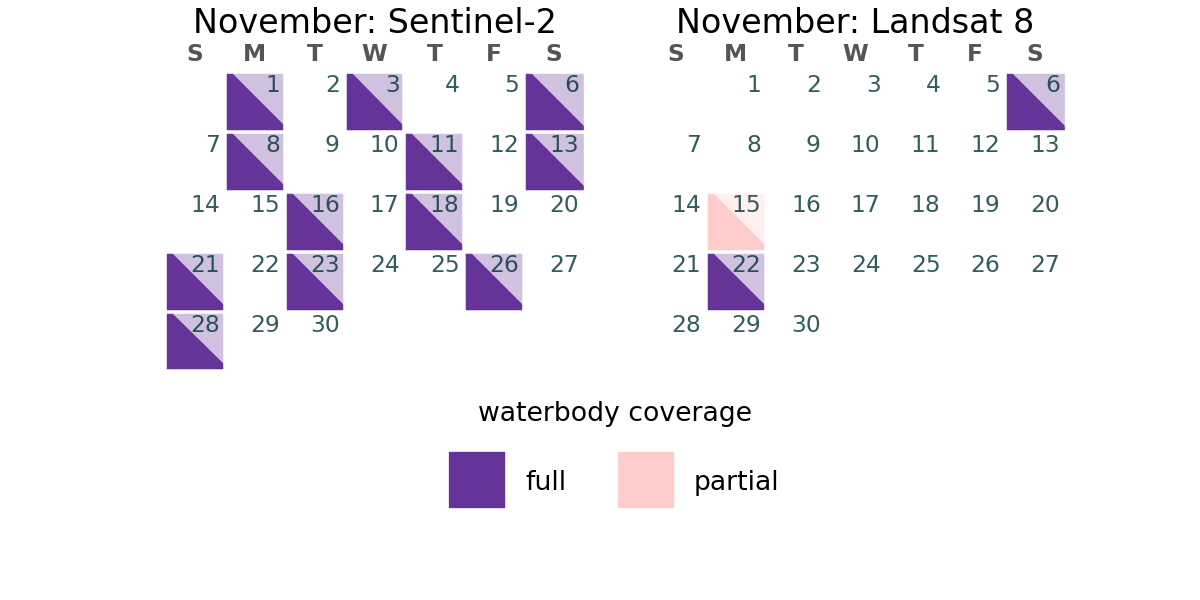 November: Sentinel-2
S M T W T F S
1 2 3 4 5 6
7 8 9 10 11 12 13
14 15 16 17 18 19 20
21 22 23 24 25 26 27
28 29 30
November: Landsat 8
S M T W T F S
1 2 3 4 5 6
7 8 9 10 11 12 13
14 15 16 17 18 19 20
21 22 23 24 25 26 27
28 29 30
waterbody coverage
full partial